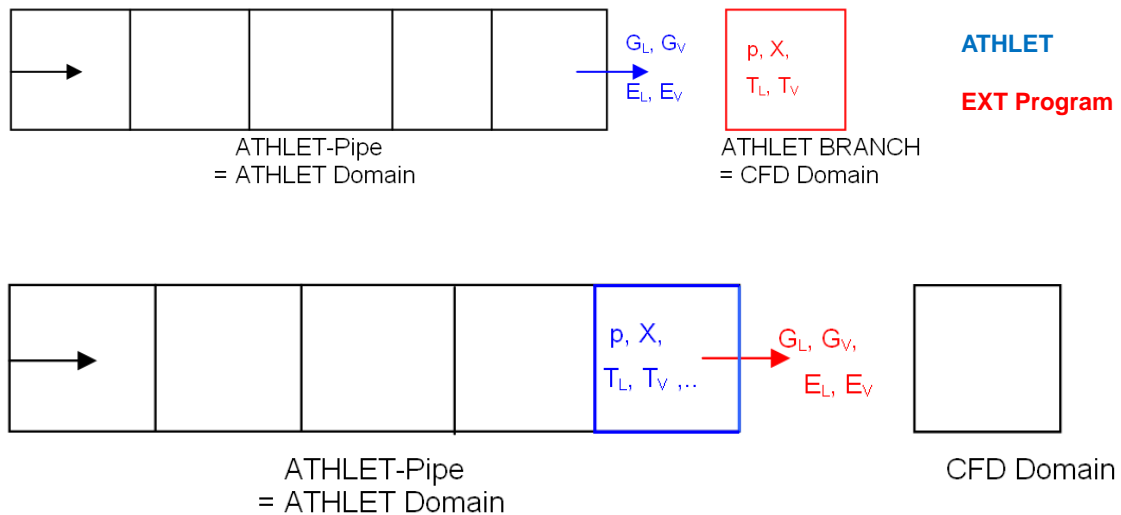 G_L, G_V
E_L, E_V
p, X,
T_L, T_V
ATHLET
EXT Program
ATHLET-Pipe
= ATHLET Domain
ATHLET BRANCH
= CFD Domain
p, X,
T_L, T_V ,..
G_L, G_V,
E_L, E_V
ATHLET-Pipe
= ATHLET Domain
CFD Domain